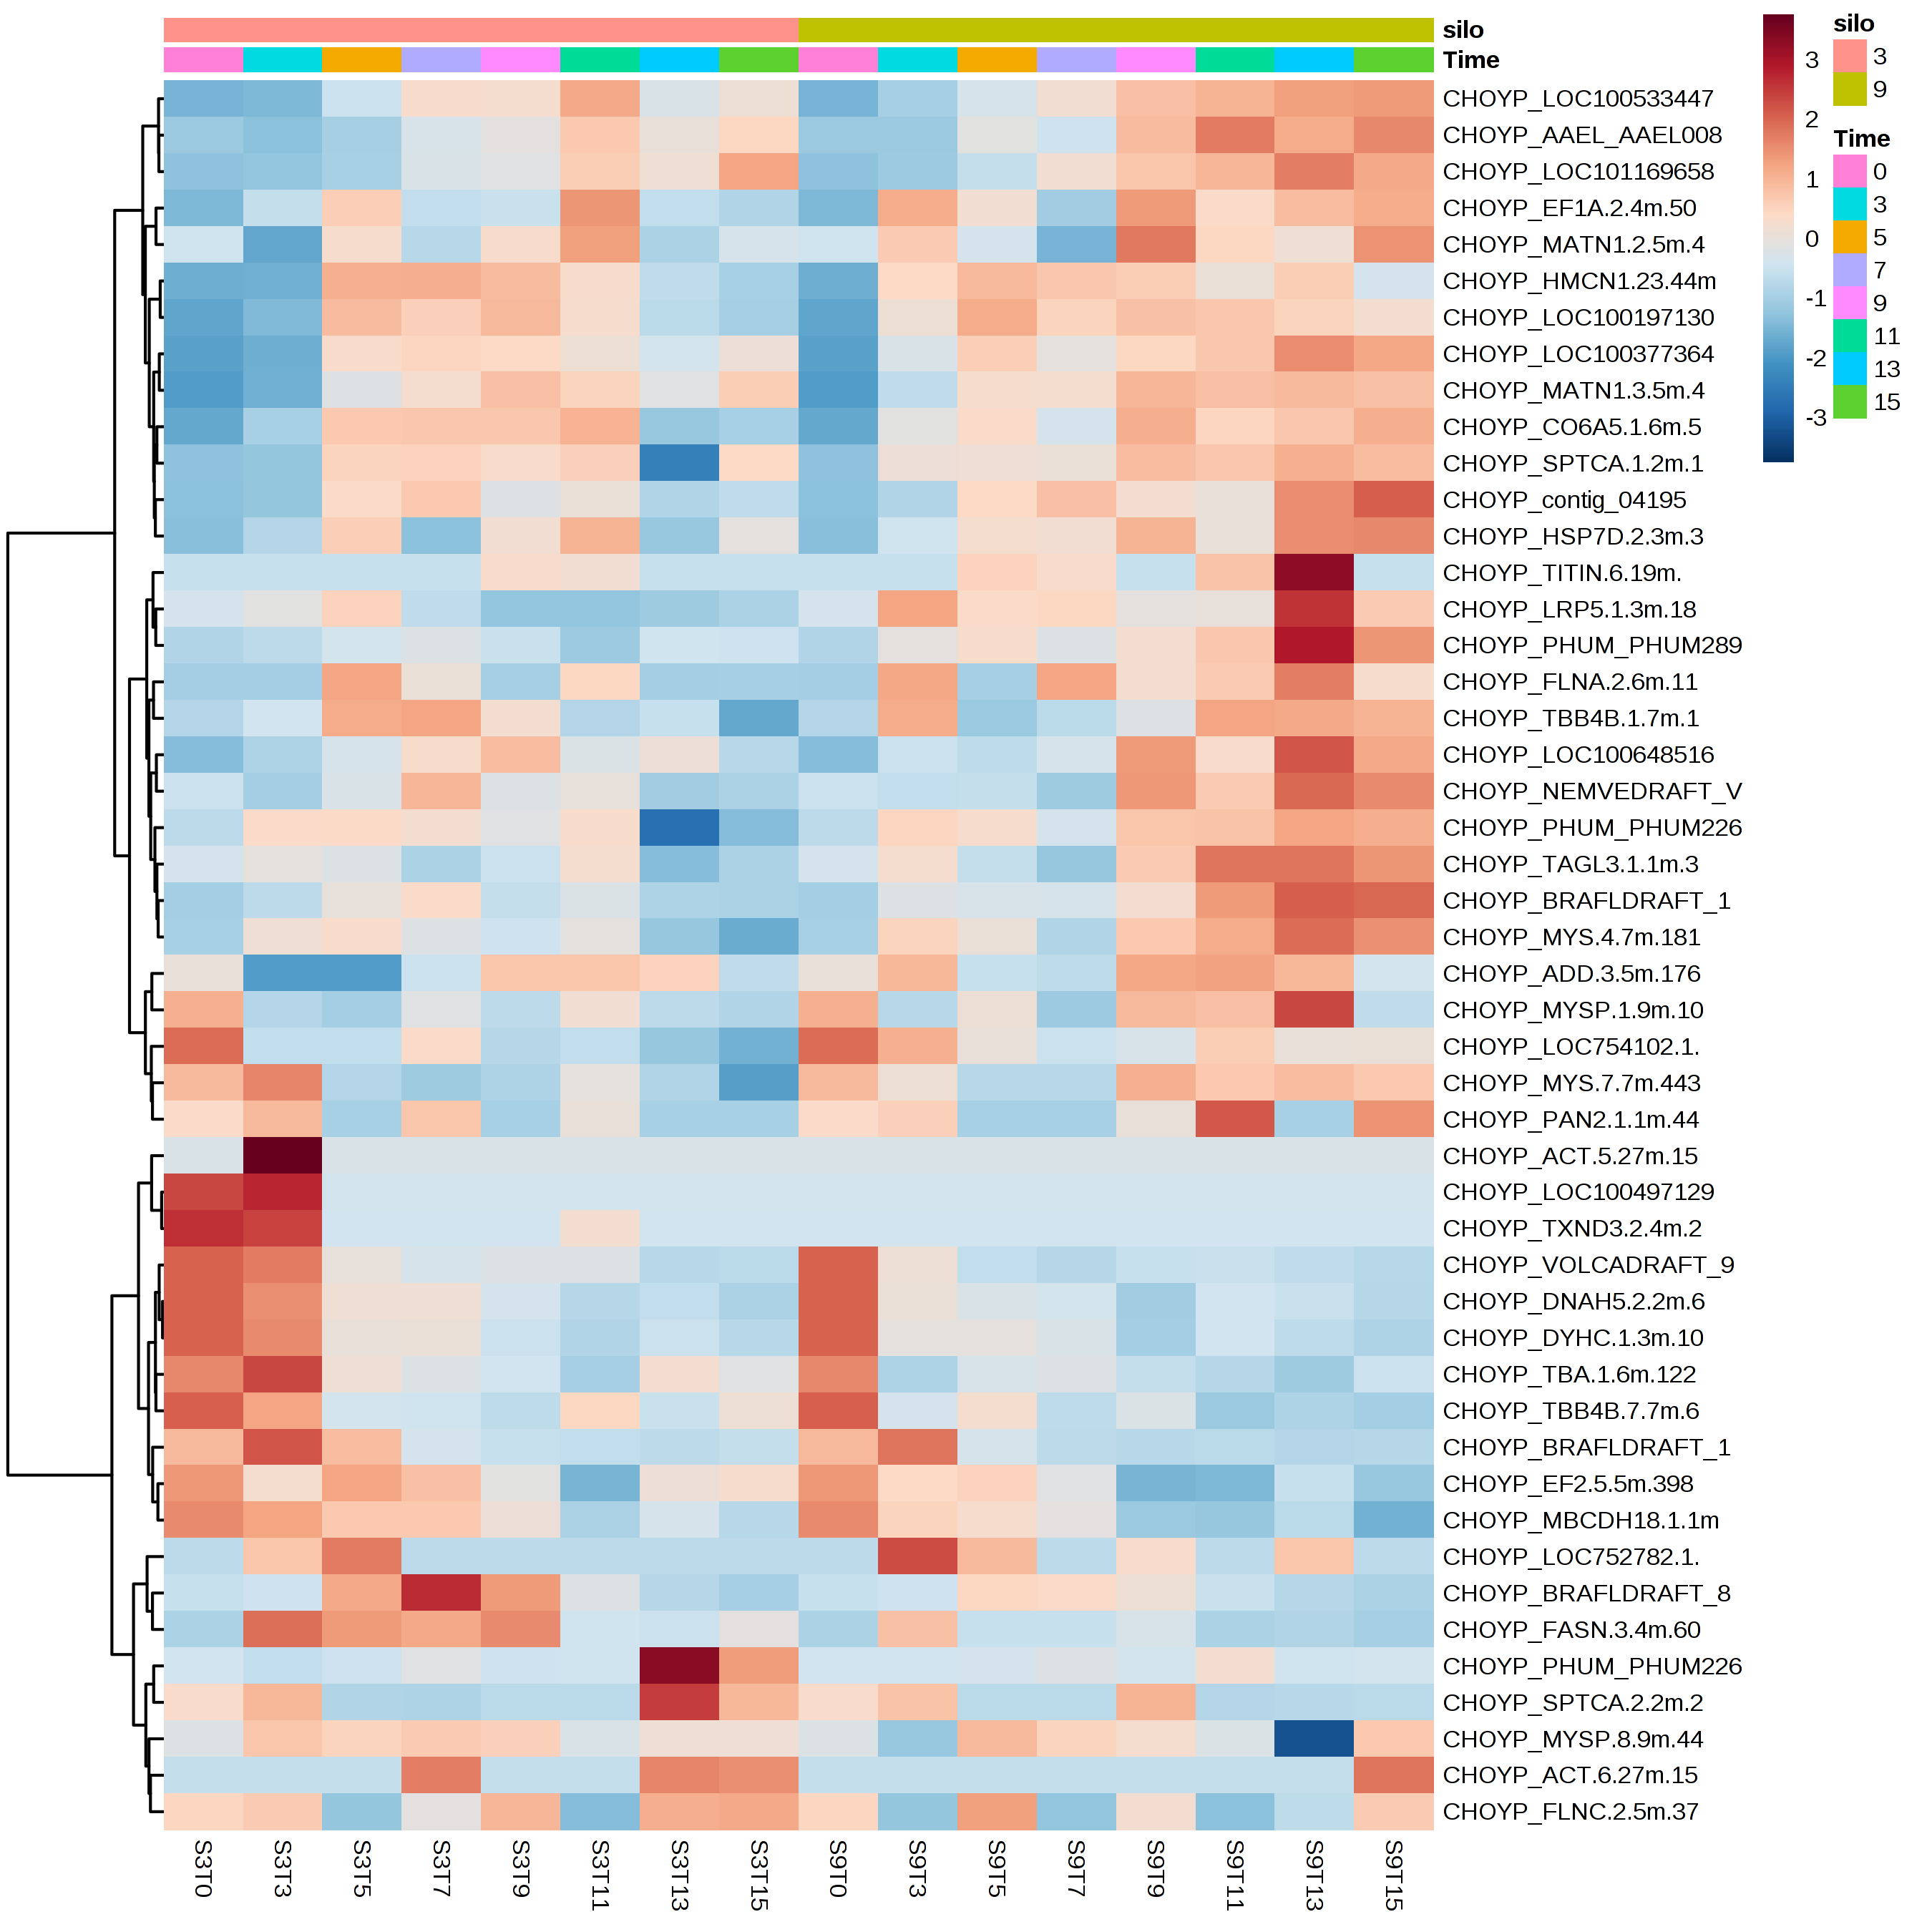 silo
Time
CHOYP_LOC100533447
CHOYP_AAEL_AAEL008
CHOYP_LOC101169658
CHOYP_EF1A.2.4m.50
CHOYP_MATN1.2.5m.4
CHOYP_HMCN1.23.44m
CHOYP_LOC100197130
CHOYP_LOC100377364
CHOYP_MATN1.3.5m.4
CHOYP_CO6A5.1.6m.5
CHOYP_SPTCA.1.2m.1
CHOYP_contig_04195
CHOYP_HSP7D.2.3m.3
CHOYP_TITIN.6.19m.
CHOYP_LRP5.1.3m.18
CHOYP_PHUM_PHUM289
CHOYP_FLNA.2.6m.11
CHOYP_TBB4B.1.7m.1
CHOYP_LOC100648516
CHOYP_NEMVEDRAFT_V
CHOYP_PHUM_PHUM226
CHOYP_TAGL3.1.1m.3
CHOYP_BRAFLDRAFT_1
CHOYP_MYS.4.7m.181
CHOYP_ADD.3.5m.176
CHOYP_MYSP.1.9m.10
CHOYP_LOC754102.1.
CHOYP_MYS.7.7m.443
CHOYP_PAN2.1.1m.44
CHOYP_ACT.5.27m.15
CHOYP_LOC100497129
CHOYP_TXND3.2.4m.2
CHOYP_VOLCADRAFT_9
CHOYP_DNAH5.2.2m.6
CHOYP_DYHC.1.3m.10
CHOYP_TBA.1.6m.122
CHOYP_TBB4B.7.7m.6
CHOYP_BRAFLDRAFT_1
CHOYP_EF2.5.5m.398
CHOYP_MBCDH18.1.1m
CHOYP_LOC752782.1.
CHOYP_BRAFLDRAFT_8
CHOYP_FASN.3.4m.60
CHOYP_PHUM_PHUM226
CHOYP_SPTCA.2.2m.2
CHOYP_MYSP.8.9m.44
CHOYP_ACT.6.27m.15
CHOYP_FLNC.2.5m.37
S3T0
S3T3
S3T5
S3T7
S3T9
S3T11
S3T13
S3T15
S9T0
S9T3
S9T5
S9T7
S9T9
S9T11
S9T13
S9T15
3
2
1
0
-1
-2
-3
silo
3
9
Time
0
3
5
7
9
11
13
15